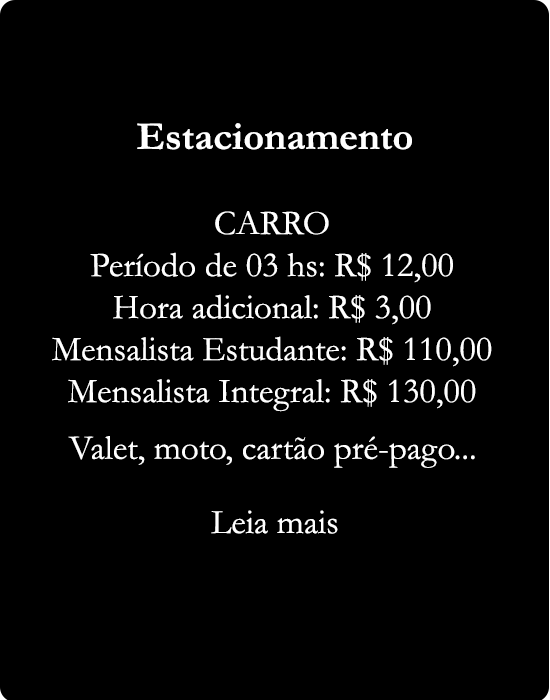 Estacionamento
CARRO
Período de 03 hs: R$ 12,00
Hora adicional: R$ 3,00
Mensalista Estudante: R$ 110,00
Mensalista Integral: R$ 130,00
Valet, moto, cartão pré-pago...
Leia mais